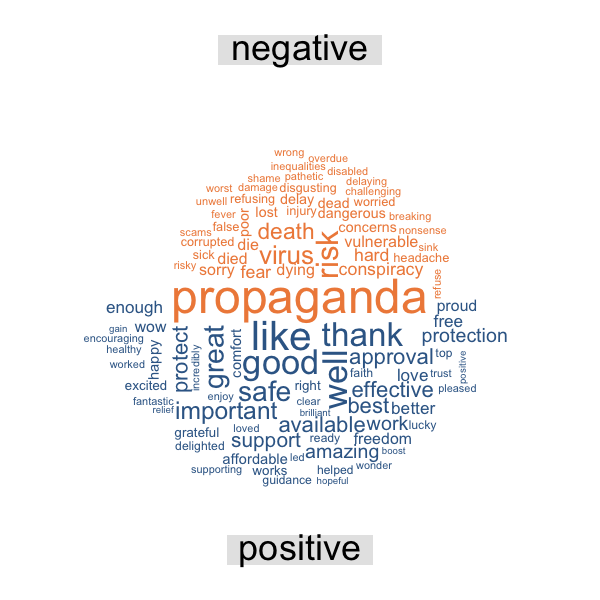 negative
wrong
overdue
inequalities
disabled
shame pathetic
delaying
worst damage disgusting
challenging
unwell refusing delay dead worried
fever poor lost injury dangerous breaking
scams false death concerns nonsense
corrupted die virus risk vulnerable sink
sick died hard headache
risky sorry fear dying conspiracy
refuse
propaganda
enough proud
gain wow like thank free
encouraging protect great protection
healthy happy incredibly comfort good well approval top
worked faith love trust positive
excited safe right effective pleased
fantastic enjoy clear best better
relief important brilliant
loved available work lucky
grateful support ready freedom
delighted amazing boost
affordable led
supporting works helped wonder
guidance hopeful
positive